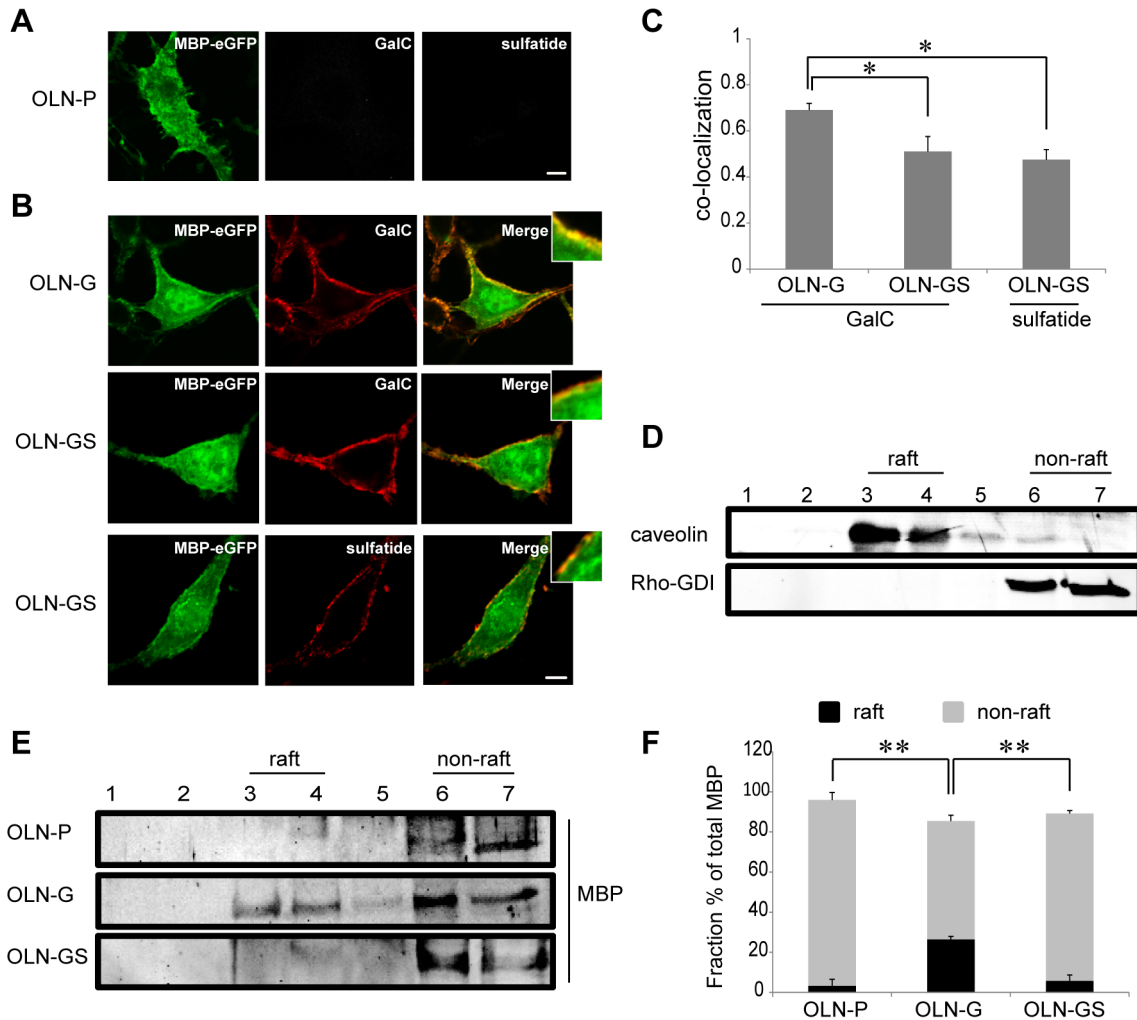 A
MBP-eGFP GalC sulfatide
OLN-P
B
MBP-eGFP GalC Merge
OLN-G
MBP-eGFP GalC Merge
OLN-GS
MBP-eGFP sulfatide Merge
OLN-GS
C
co-localization
1
0.8
0.6
0.4
0.2
0
* *
OLN-G OLN-GS OLN-GS
GalC sulfatide
D
raft non-raft
1 2 3 4 5 6 7
caveolin
Rho-GDI
E
raft non-raft
1 2 3 4 5 6 7
OLN-P
OLN-G
OLN-GS
MBP
F
raft non-raft
Fraction % of total MBP
120
100
80
60
40
20
0
** **
OLN-P OLN-G OLN-GS